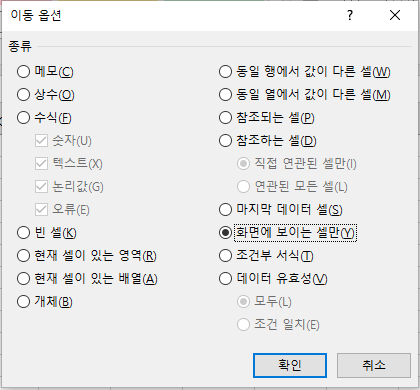 이동 옵션
?
종류
메모(C)
상수(O)
수식(F)
숫자(U)
텍스트(X)
논리값(G)
오류(E)
빈 셀(K)
현재 셀이 있는 영역(R)
현재 셀이 있는 배열(A)
개체(B)
동일 행에서 값이 다른 셀(W)
동일 열에서 값이 다른 셀(M)
참조되는 셀(P)
참조하는 셀(D)
직접 연관된 셀만(I)
연관된 모든 셀(L)
마지막 데이터 셀(S)
화면에 보이는 셀만(Y)
조건부 서식(T)
데이터 유효성(V)
모두(L)
조건 일치(E)
확인
취소